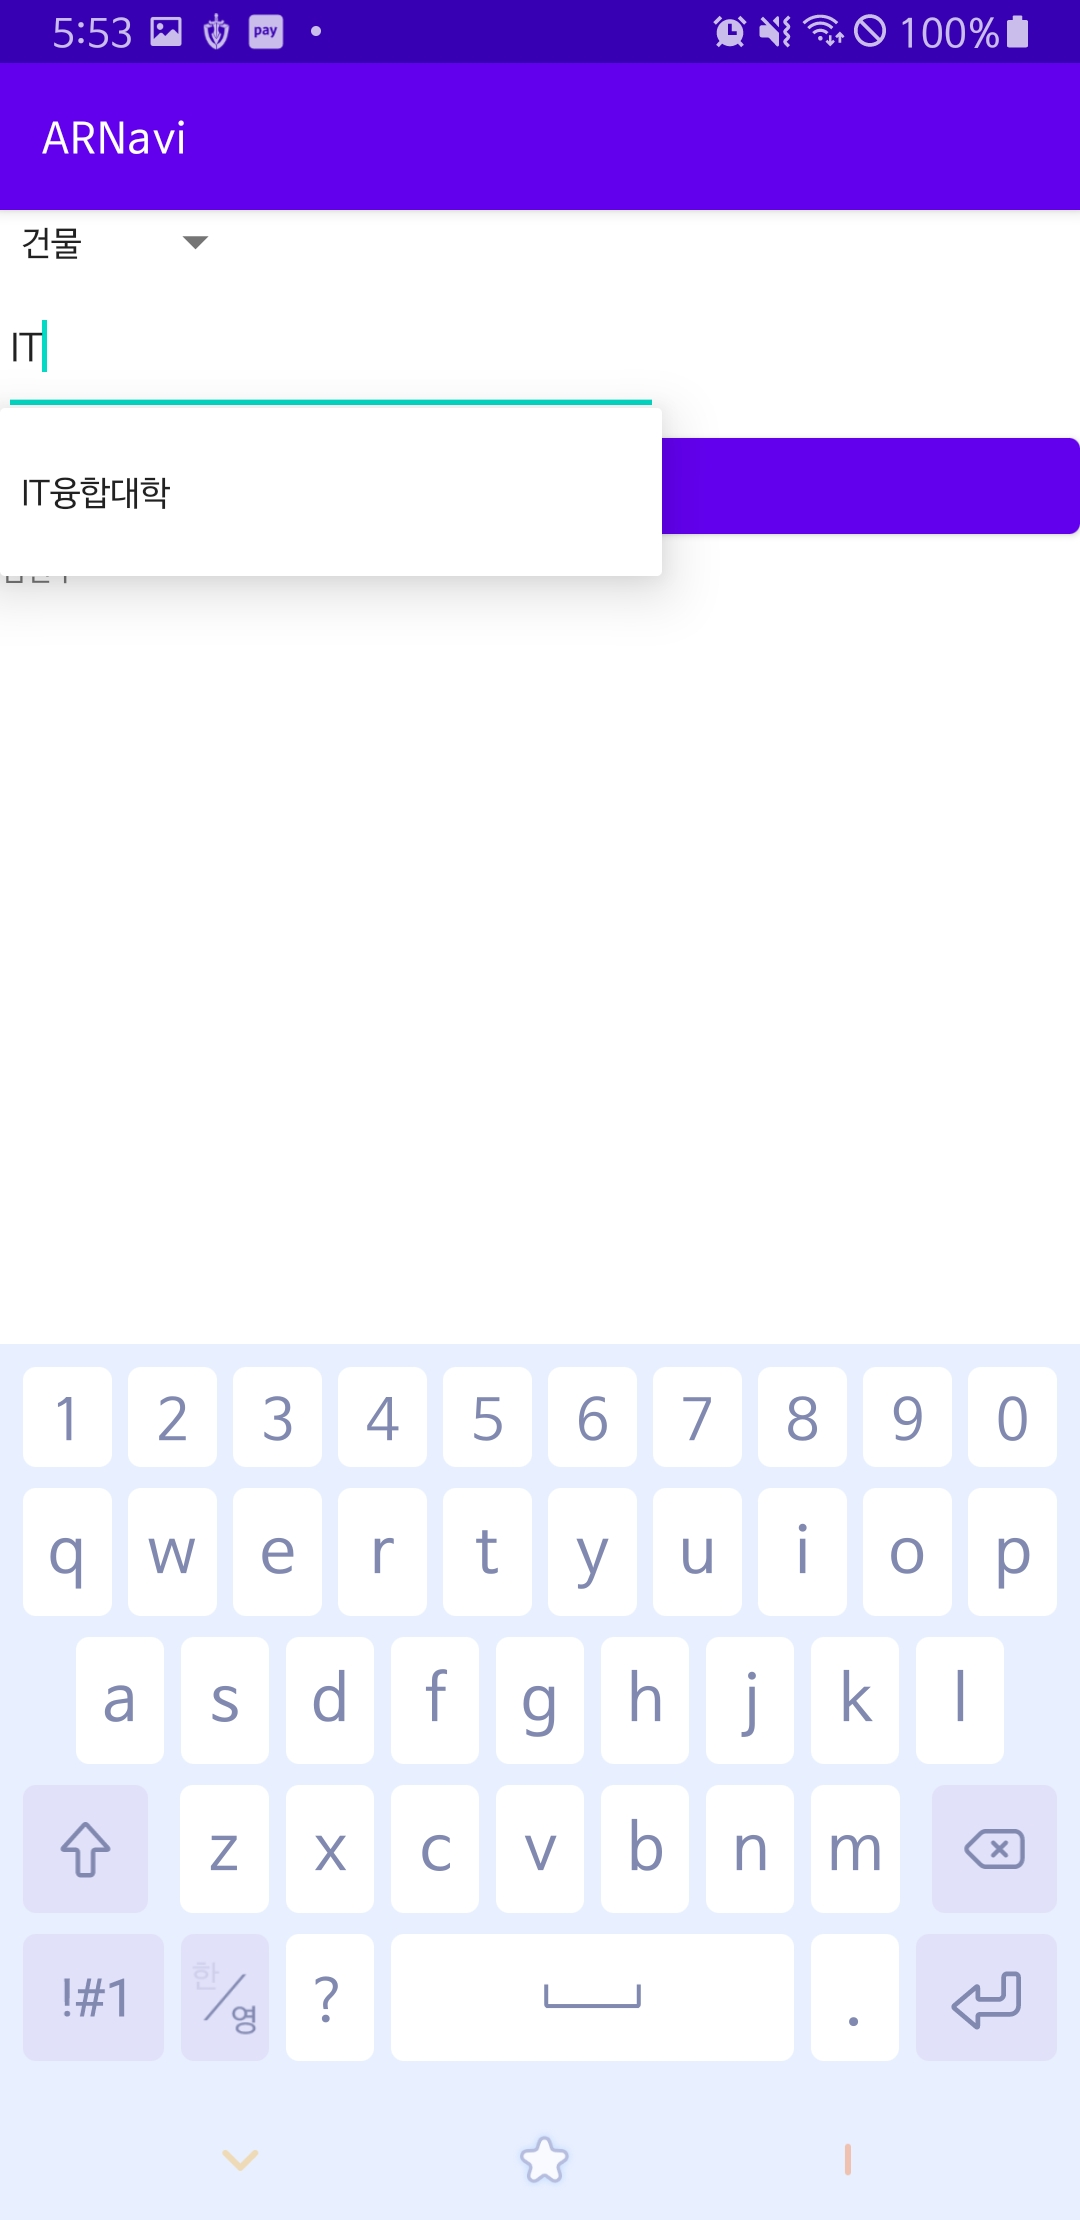 5:53 pay 100%
ARNavi
건물
IT
IT융합대학
1 2 3 4 5 6 7 8 9 0
q w e r t y u i o p
a s d f g h j k l
z x c v b n m
!#1 한/영 ? .